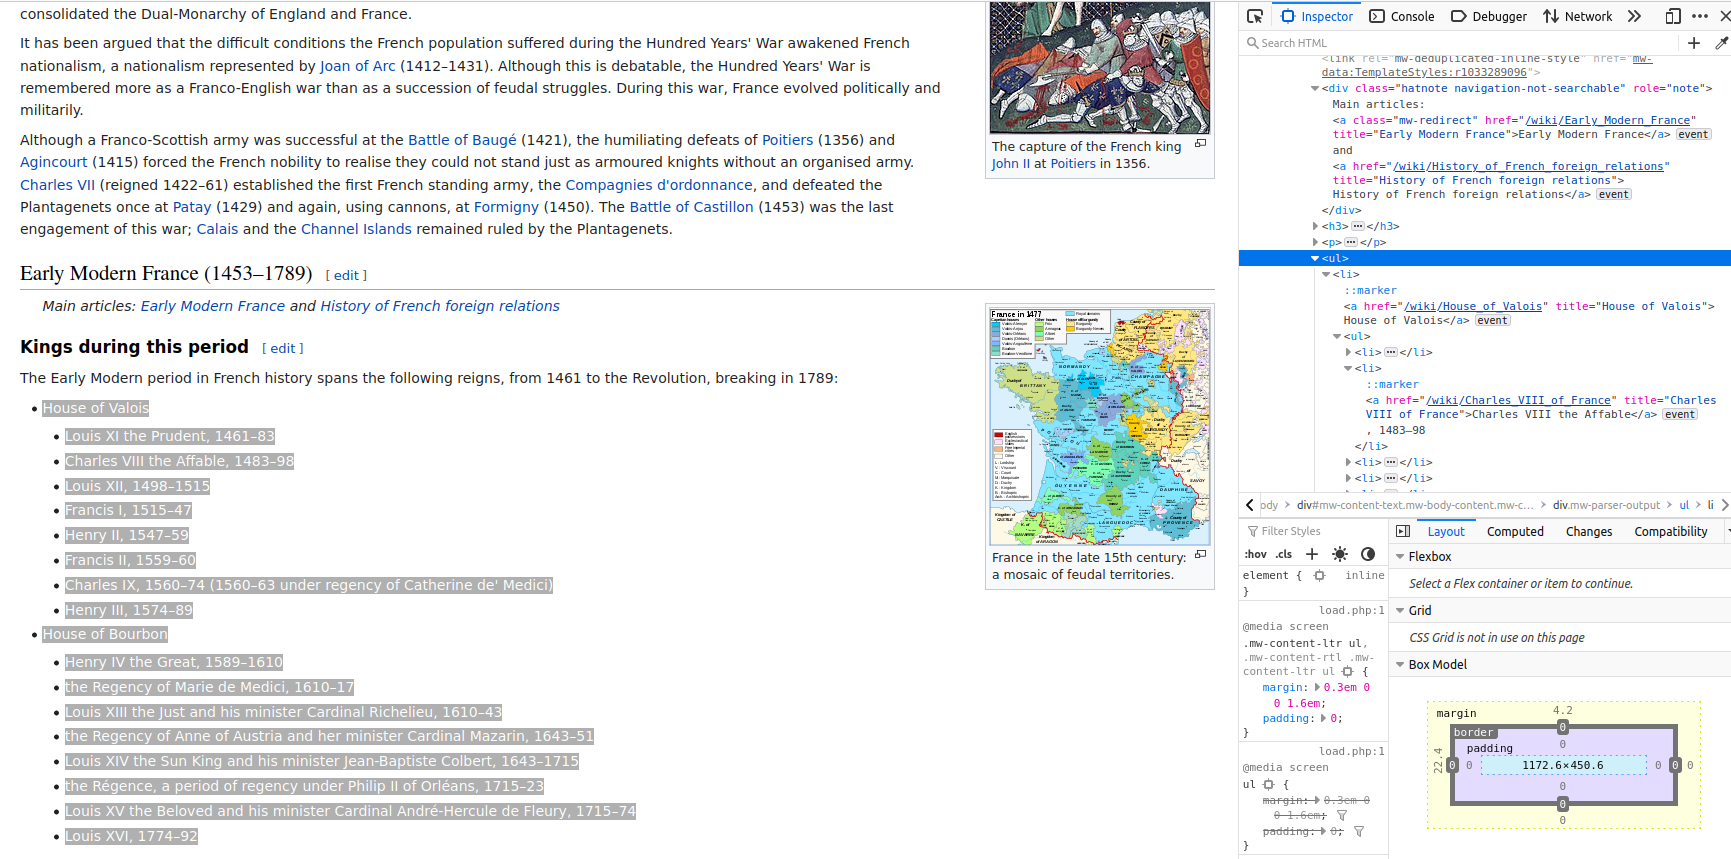 consolidated the Dual-Monarchy of England and France.
It has been argued that the difficult conditions the French population suffered during the Hundred Years' War awakened French
nationalism, a nationalism represented by Joan of Arc (1412–1431). Although this is debatable, the Hundred Years' War is
remembered more as a Franco-English war than as a succession of feudal struggles. During this war, France evolved politically and
militarily.
Although a Franco-Scottish army was successful at the Battle of Baugé (1421), the humiliating defeats of Poitiers (1356) and
Agincourt (1415) forced the French nobility to realise they could not stand just as armoured knights without an organised army.
Charles VII (reigned 1422–61) established the first French standing army, the Compagnies d'ordonnance, and defeated the
Plantagenets once at Patay (1429) and again, using cannons, at Formigny (1450). The Battle of Castillon (1453) was the last
engagement of this war; Calais and the Channel Islands remained ruled by the Plantagenets.
The capture of the French king
John II at Poitiers in 1356.
Early Modern France (1453–1789) [ edit ]
Main articles: Early Modern France and History of French foreign relations
Kings during this period [ edit ]
The Early Modern period in French history spans the following reigns, from 1461 to the Revolution, breaking in 1789:
• House of Valois
• Louis XI the Prudent, 1461–83
• Charles VIII the Affable, 1483–98
• Louis XII, 1498–1515
• Francis I, 1515–47
• Henry II, 1547–59
• Francis II, 1559–60
• Charles IX, 1560–74 (1560–63 under regency of Catherine de' Medici)
• Henry III, 1574–89
• House of Bourbon
• Henry IV the Great, 1589–1610
• the Regency of Marie de Medici, 1610–17
• Louis XIII the Just and his minister Cardinal Richelieu, 1610–43
• the Regency of Anne of Austria and her minister Cardinal Mazarin, 1643–51
• Louis XIV the Sun King and his minister Jean-Baptiste Colbert, 1643–1715
• the Régence, a period of regency under Philip II of Orléans, 1715–23
• Louis XV the Beloved and his minister Cardinal André-Hercule de Fleury, 1715–74
• Louis XVI, 1774–92
France in 1477
NORMANDY
BRITTANY
CHAMPAGNE
GUYENNE
DAUPHINE
SAVOY
LANGUEDOC
PROVENCE
France in the late 15th century:
a mosaic of feudal territories.
Inspector Console Debugger Network
Search HTML
<link rel="mw-deduplicated-inline-style" href="mw-
data:TemplateStyles:r1033289096">
<div class="hatnote navigation-not-searchable" role="note">
Main articles:
<a class="mw-redirect" href="/wiki/Early_Modern_France"
title="Early Modern France">Early Modern France</a> event
and
<a href="/wiki/History_of_French_foreign_relations"
title="History of French foreign relations">
History of French foreign relations</a> event
</div>
<h3> </h3>
<p> </p>
<ul>
<li>
::marker
<a href="/wiki/House_of_Valois" title="House of Valois">
House of Valois</a> event
<ul>
<li> </li>
<li>
::marker
<a href="/wiki/Charles_VIII_of_France" title="Charles
VIII of France">Charles VIII the Affable</a> event
, 1483–98
</li>
<li> </li>
<li> </li>
ody div#mw-content-text.mw-body-content.mw-c… div.mw-parser-output ul li
Filter Styles
:hov .cls
element { inline
}
load.php:1
@media screen
.mw-content-ltr ul,
.mw-content-rtl .mw-
content-ltr ul {
margin: 0.3em 0
0 1.6em;
padding: 0;
}
load.php:1
@media screen
ul {
margin: 0.3em 0
0 1.6em;
padding: 0;
}
Layout Computed Changes Compatibility
Flexbox
Select a Flex container or item to continue.
Grid
CSS Grid is not in use on this page
Box Model
margin 4.2
border 0
padding 0
22.4 0 0 1172.6×450.6 0 0 0
0
0
0